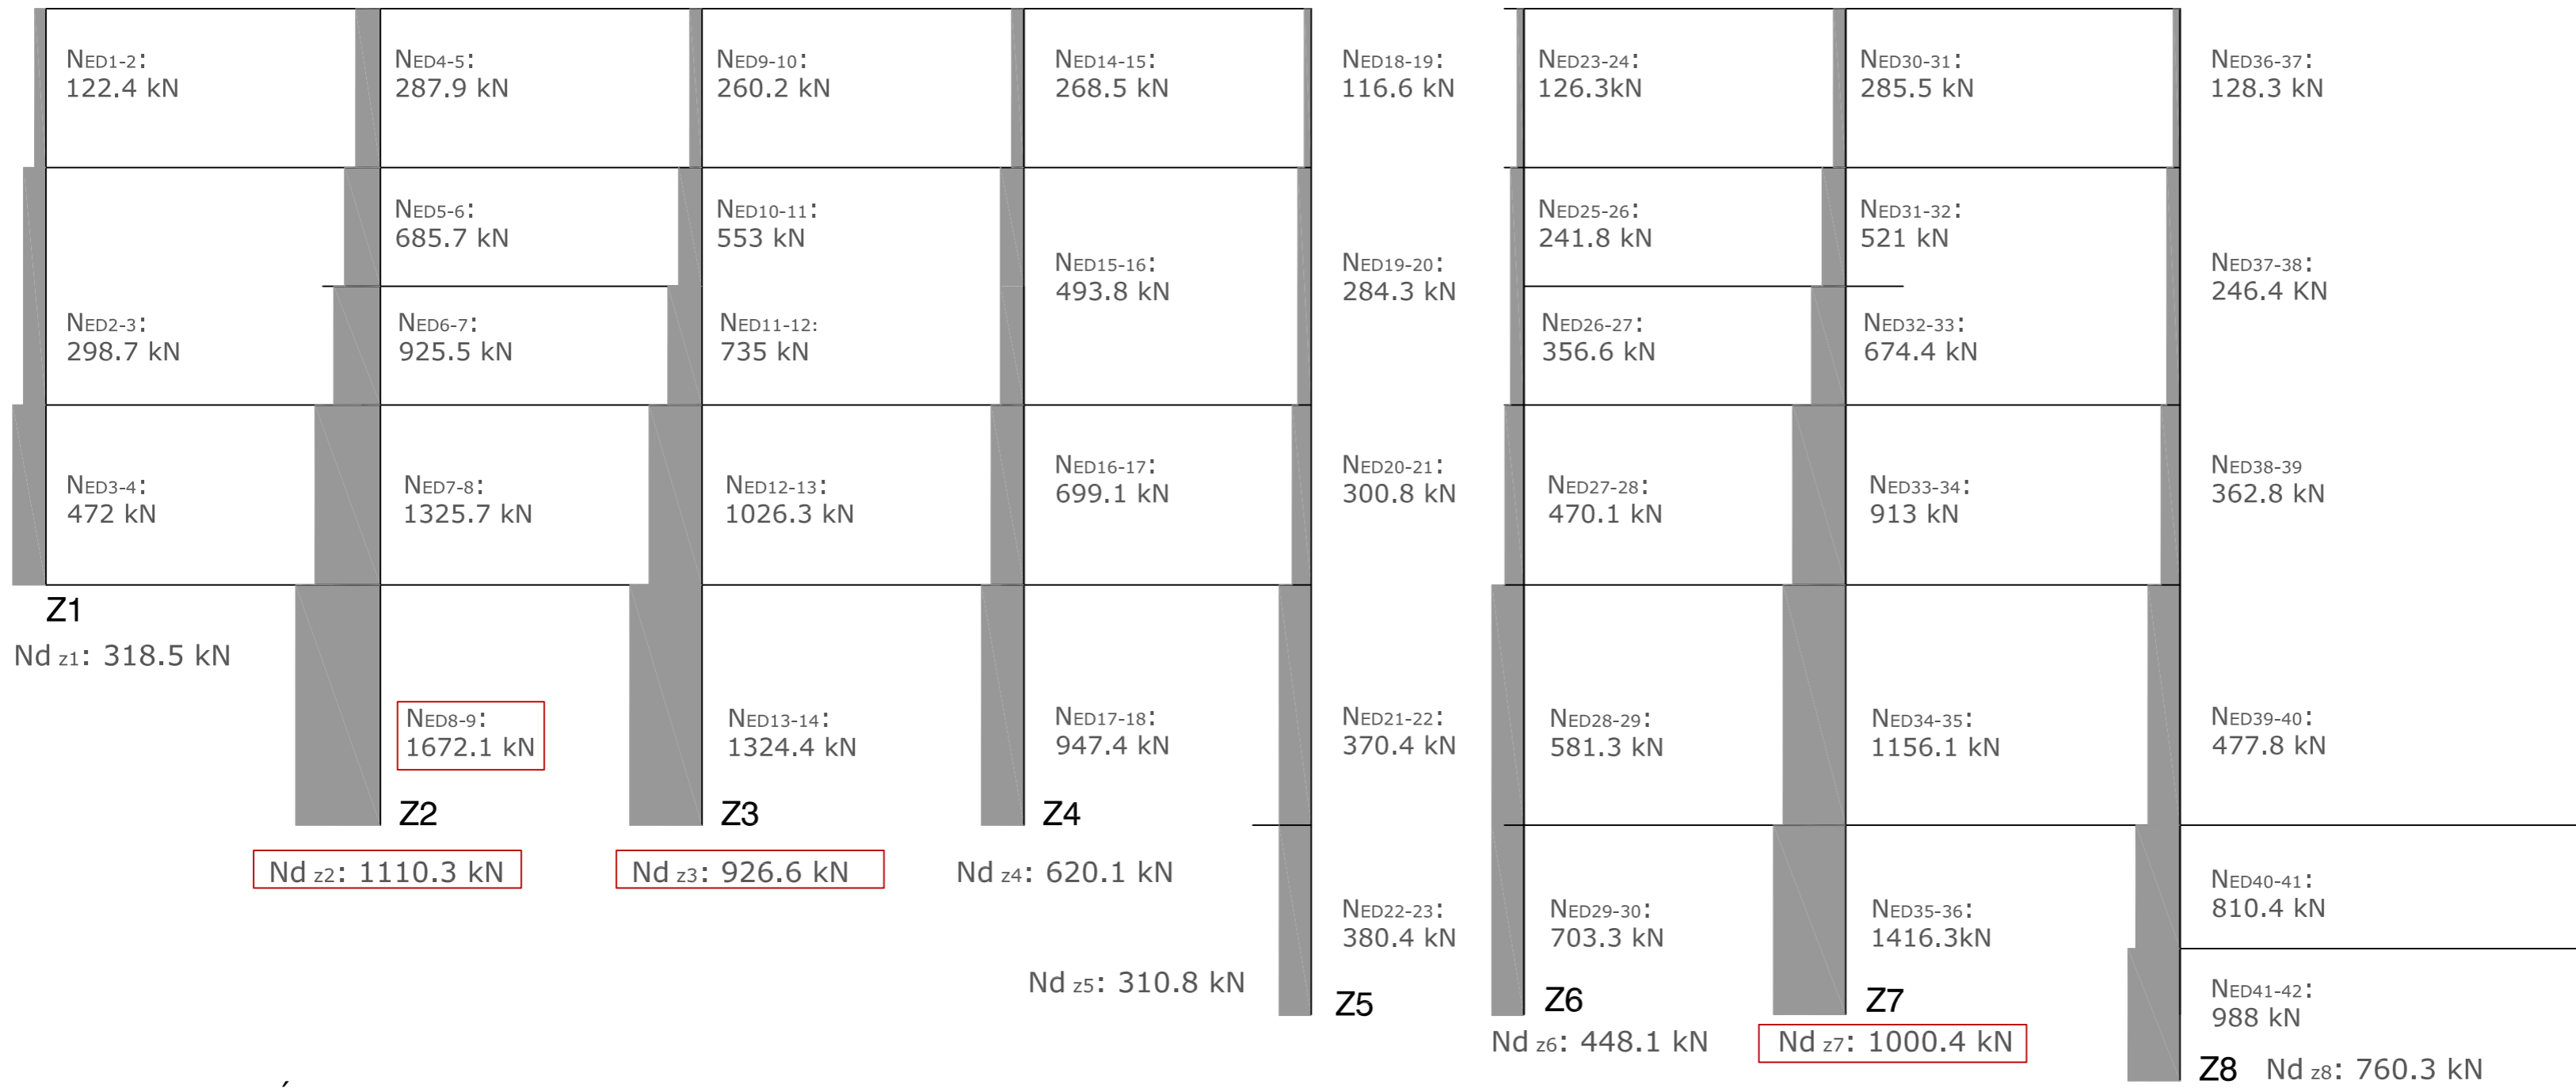 NED1-2:
122.4 kN
NED4-5:
287.9 kN
NED9-10:
260.2 kN
NED14-15:
268.5 kN
NED18-19:
116.6 kN
NED23-24:
126.3kN
NED30-31:
285.5 kN
NED36-37:
128.3 kN
NED5-6:
685.7 kN
NED10-11:
553 kN
NED25-26:
241.8 kN
NED31-32:
521 kN
NED15-16:
493.8 kN
NED19-20:
284.3 kN
NED37-38:
246.4 KN
NED2-3:
298.7 kN
NED6-7:
925.5 kN
NED11-12:
735 kN
NED26-27:
356.6 kN
NED32-33:
674.4 kN
NED3-4:
472 kN
NED7-8:
1325.7 kN
NED12-13:
1026.3 kN
NED16-17:
699.1 kN
NED20-21:
300.8 kN
NED27-28:
470.1 kN
NED33-34:
913 kN
NED38-39
362.8 kN
Z1
Nd z1: 318.5 kN
NED8-9:
1672.1 kN
NED13-14:
1324.4 kN
NED17-18:
947.4 kN
NED21-22:
370.4 kN
NED28-29:
581.3 kN
NED34-35:
1156.1 kN
NED39-40:
477.8 kN
Z2
Z3
Z4
Nd z2: 1110.3 kN
Nd z3: 926.6 kN
Nd z4: 620.1 kN
NED22-23:
380.4 kN
NED29-30:
703.3 kN
NED35-36:
1416.3kN
NED40-41:
810.4 kN
Nd z5: 310.8 kN
Z5
Z6
Z7
NED41-42:
988 kN
Nd z6: 448.1 kN
Nd z7: 1000.4 kN
Z8
Nd z8: 760.3 kN